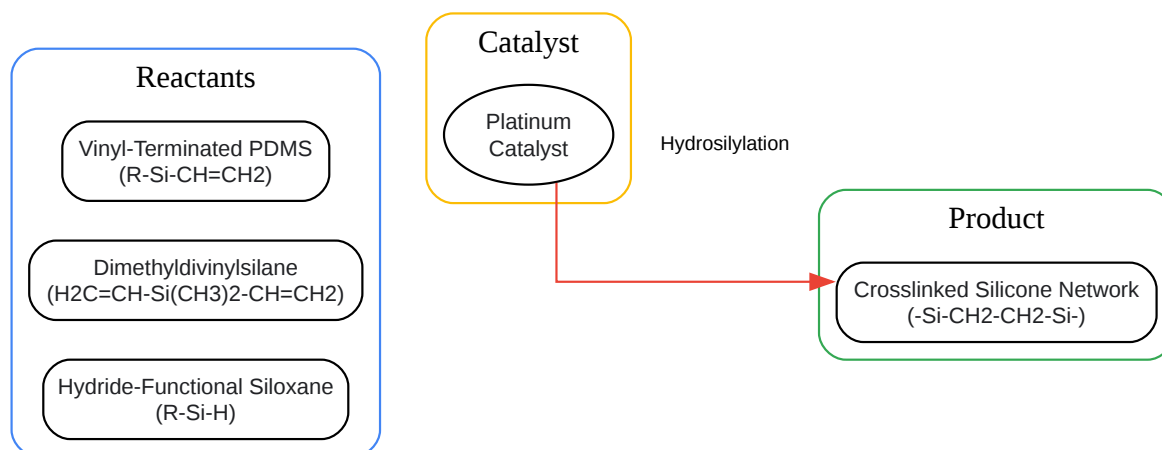 Reactants
Vinyl-Terminated PDMS
(R-Si-CH=CH2)
Dimethyldivinylsilane
(H2C=CH-Si(CH3)2-CH=CH2)
Hydride-Functional Siloxane
(R-Si-H)
Catalyst
Platinum
Catalyst
Hydrosilylation
Product
Crosslinked Silicone Network
(-Si-CH2-CH2-Si-)